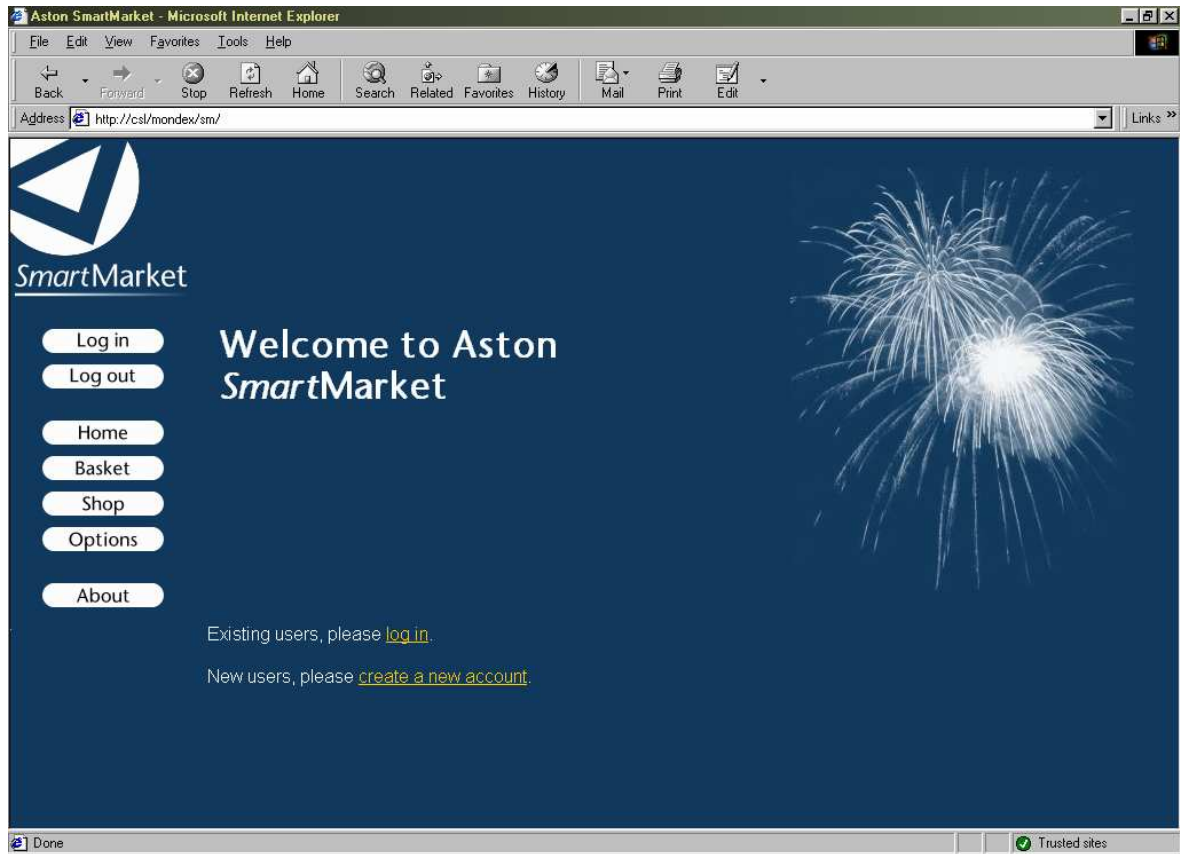 Aston SmartMarket - Microsoft Internet Explorer
File Edit View Favorites Tools Help
Back Forward Stop Refresh Home Search Related Favorites History Mail Print Edit
Address http://csl/mondex/sm/ Links »
SmartMarket
Log in
Log out
Home
Basket
Shop
Options
About
Welcome to Aston
SmartMarket
Existing users, please log in.
New users, please create a new account.
Done Trusted sites